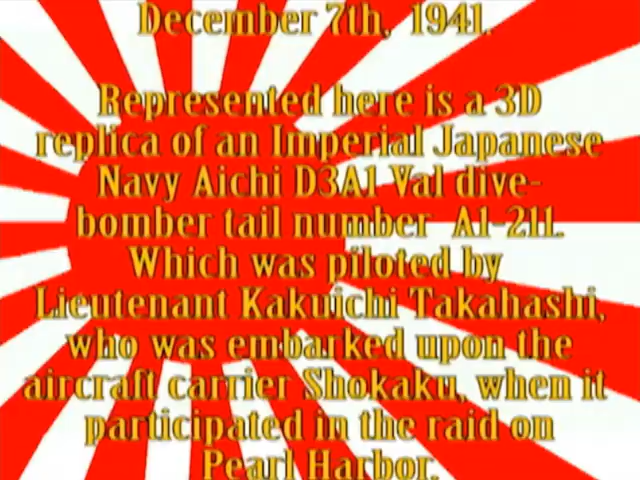 December 7th, 1941.
Represented here is a 3D
replica of an Imperial Japanese
Navy Aichi D3A1 Val dive-
bomber tail number A1-211.
Which was piloted by
Lieutenant Kakuichi Takahashi,
who was embarked upon the
aircraft carrier Shokaku, when it
participated in the raid on
Pearl Harbor.